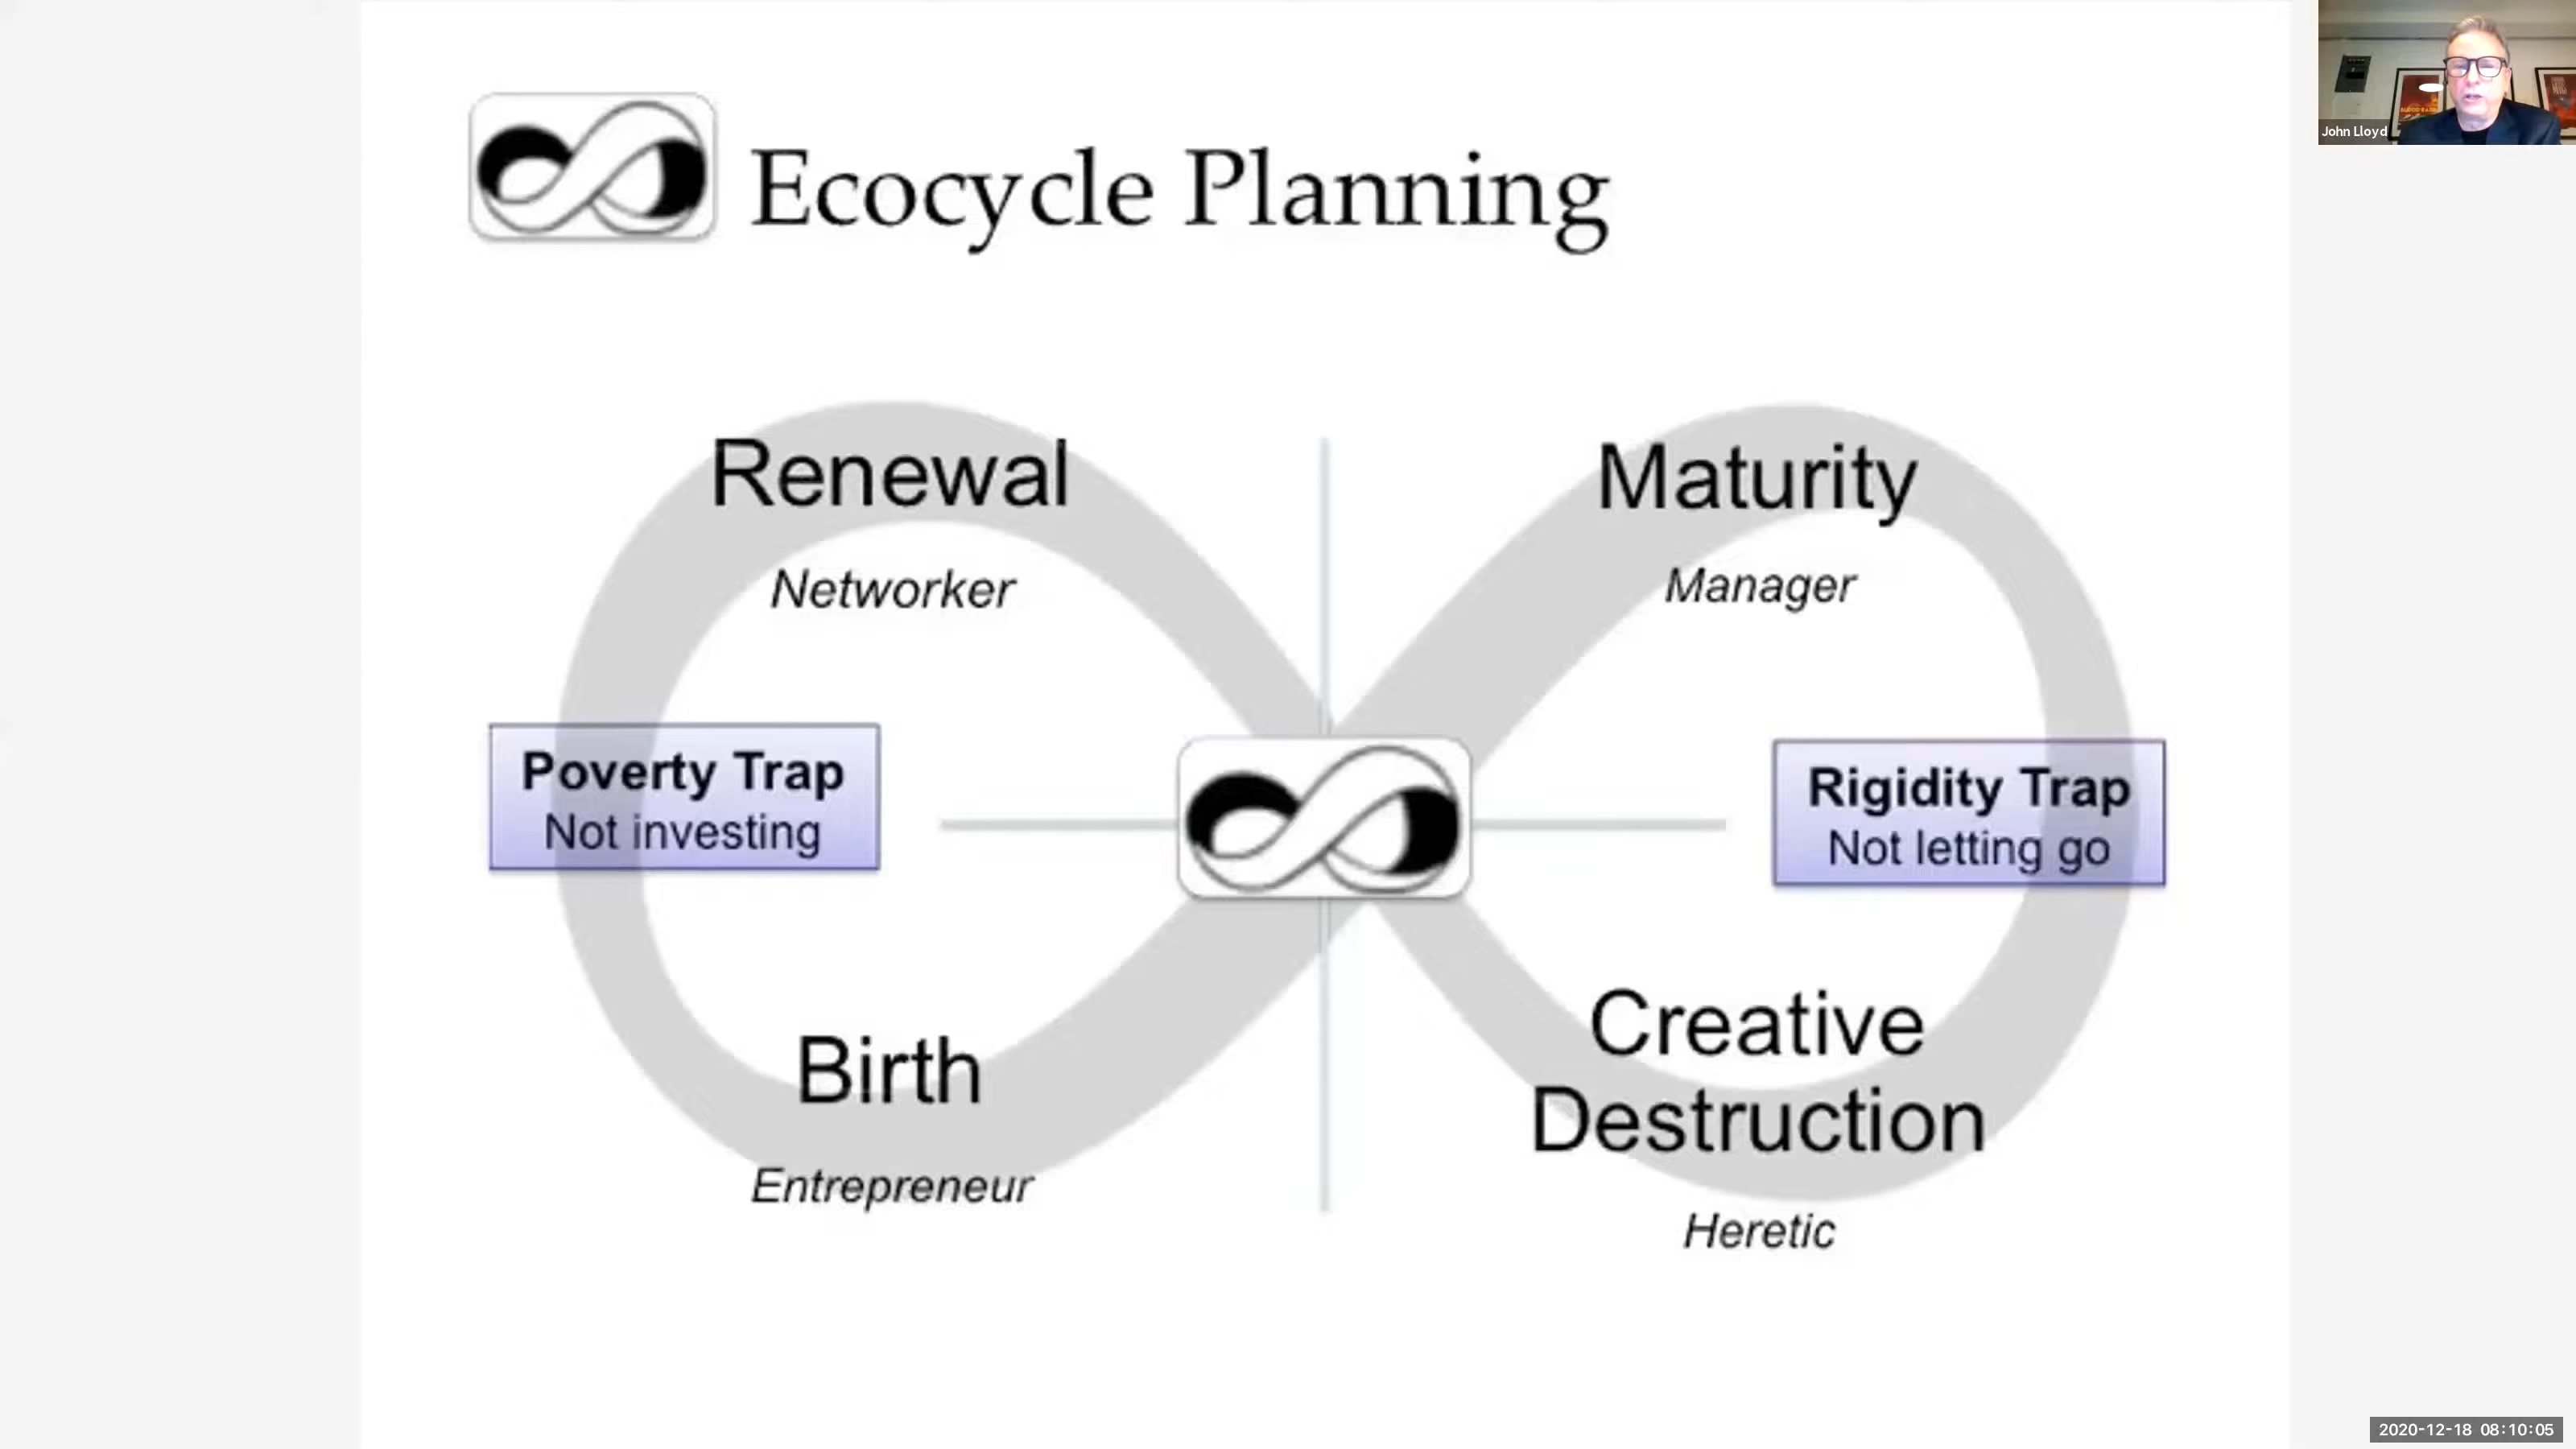 Ecocycle Planning
John Lloyd
Renewal
Networker
Maturity
Manager
Poverty Trap
Not investing
Rigidity Trap
Not letting go
Birth
Entrepreneur
Creative
Destruction
Heretic
2020-12-18 08:10:05